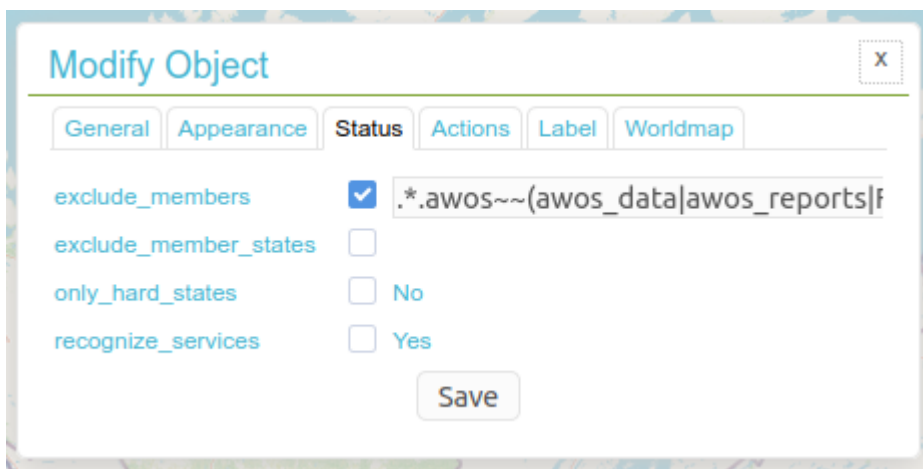 Modify Object
x
General Appearance Status Actions Label Worldmap
exclude_members .*.awos~~(awos_data|awos_reports|
exclude_member_states
only_hard_states No
recognize_services Yes
Save